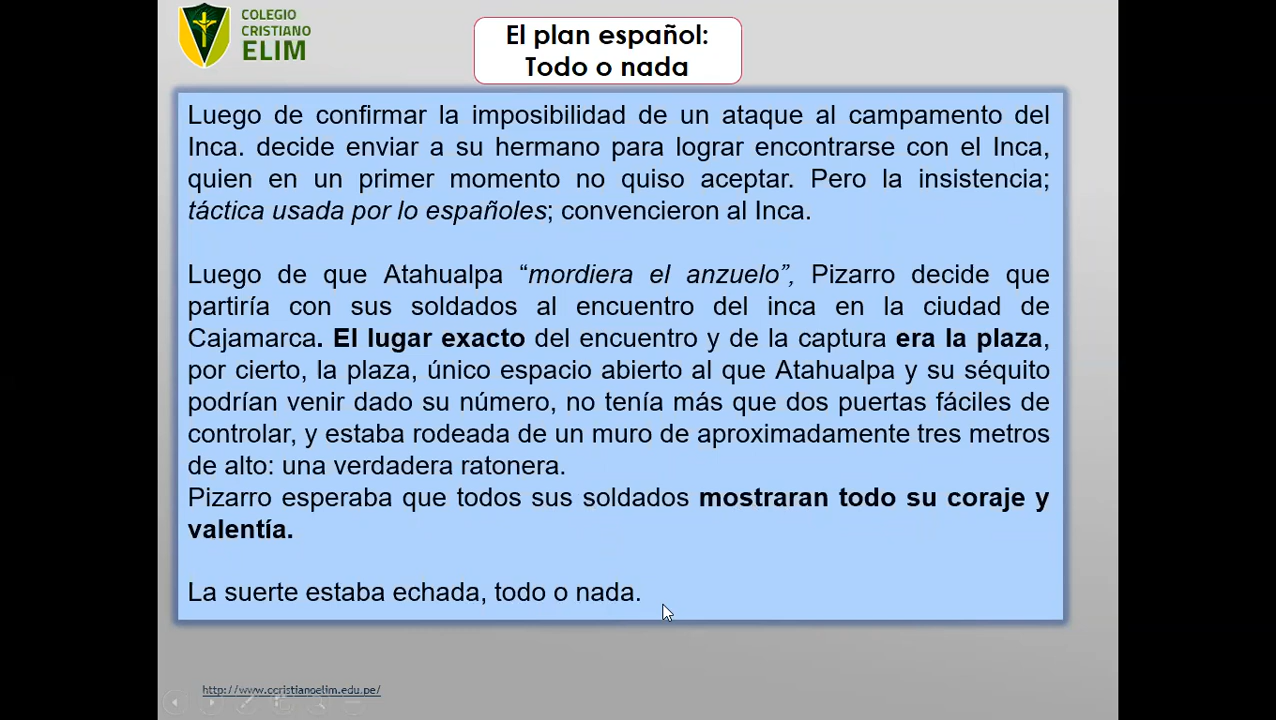 COLEGIO
CRISTIANO
ELIM
El plan español:
Todo o nada
Luego de confirmar la imposibilidad de un ataque al campamento del
Inca. decide enviar a su hermano para lograr encontrarse con el Inca,
quien en un primer momento no quiso aceptar. Pero la insistencia;
táctica usada por lo españoles; convencieron al Inca.
Luego de que Atahualpa “mordiera el anzuelo”, Pizarro decide que
partiría con sus soldados al encuentro del inca en la ciudad de
Cajamarca. El lugar exacto del encuentro y de la captura era la plaza,
por cierto, la plaza, único espacio abierto al que Atahualpa y su séquito
podrían venir dado su número, no tenía más que dos puertas fáciles de
controlar, y estaba rodeada de un muro de aproximadamente tres metros
de alto: una verdadera ratonera.
Pizarro esperaba que todos sus soldados mostraran todo su coraje y
valentía.
La suerte estaba echada, todo o nada.
http://www.ccristianoelim.edu.pe/